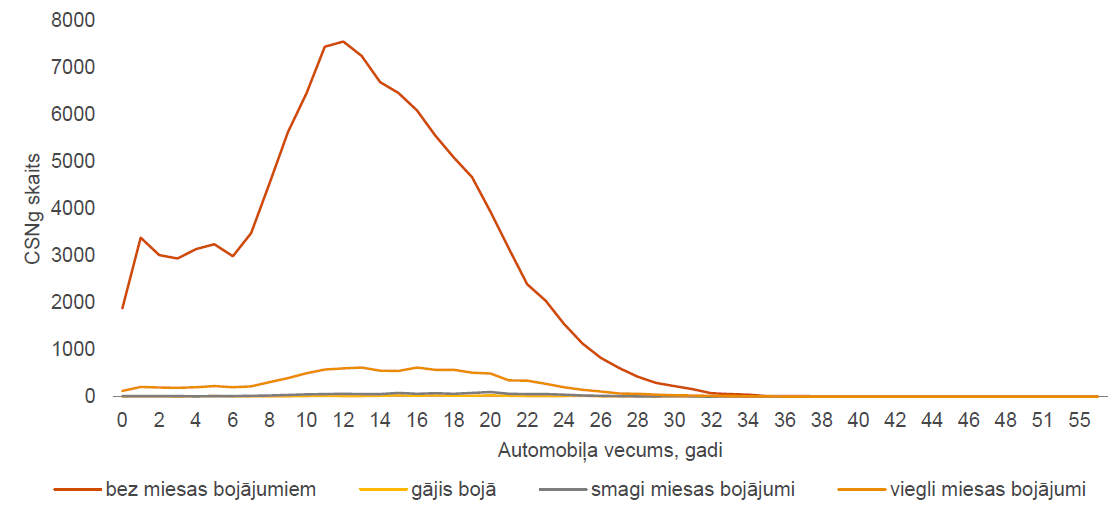 8000
7000
6000
5000
4000
3000
2000
1000
0
CSNg skaits
0 2 4 6 8 10 12 14 16 18 20 22 24 26 28 30 32 34 36 38 40 42 44 46 48 51 55
Automobiļa vecums, gadi
bez miesas bojājumiem gājis bojā smagi miesas bojājumi viegli miesas bojājumi